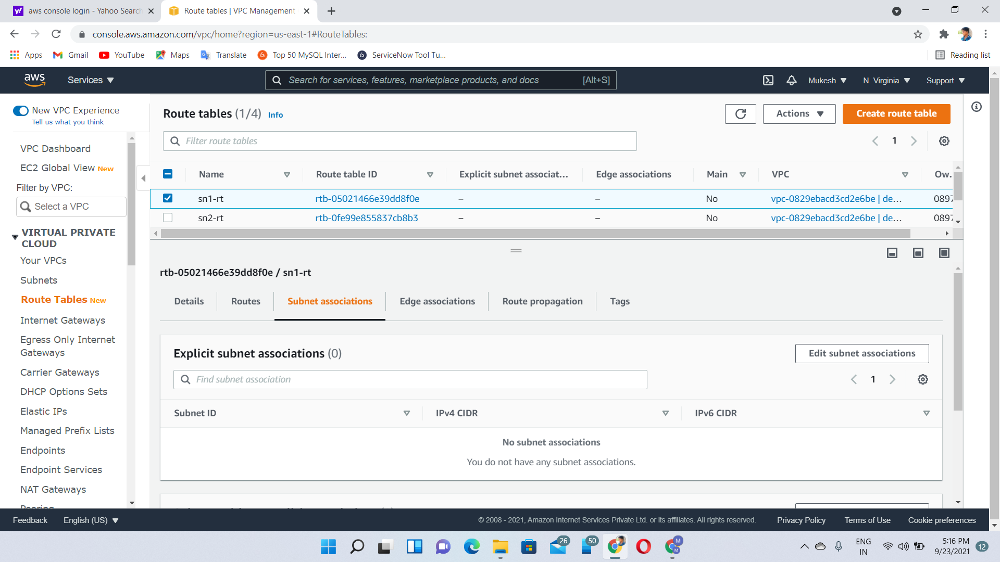 aws console login - Yahoo Search
Route tables | VPC Management
console.aws.amazon.com/vpc/home?region=us-east-1#RouteTables:
Apps
Gmail
YouTube
Maps
Translate
Top 50 MySQL Inter...
ServiceNow Tool Tu...
Reading list
aws
Services
Search for services, features, marketplace products, and docs
[Alt+S]
Mukesh
N. Virginia
Support
New VPC Experience
Tell us what you think
VPC Dashboard
EC2 Global View New
Filter by VPC:
Select a VPC
VIRTUAL PRIVATE
CLOUD
Your VPCs
Subnets
Route Tables New
Internet Gateways
Egress Only Internet
Gateways
Carrier Gateways
DHCP Options Sets
Elastic IPs
Managed Prefix Lists
Endpoints
Endpoint Services
NAT Gateways
Route tables (1/4) Info
Actions
Create route table
Filter route tables
1
Name Route table ID Explicit subnet associat... Edge associations Main VPC Ow.
sn1-rt rtb-05021466e39dd8f0e – – No vpc-0829ebacd3cd2e6be | de... 0897
sn2-rt rtb-0fe99e855837cb8b3 – – No vpc-0829ebacd3cd2e6be | de... 0897
rtb-05021466e39dd8f0e / sn1-rt
Details Routes Subnet associations Edge associations Route propagation Tags
Explicit subnet associations (0)
Edit subnet associations
Find subnet association
1
Subnet ID IPv4 CIDR IPv6 CIDR
No subnet associations
You do not have any subnet associations.
Feedback
English (US)
© 2008 - 2021, Amazon Internet Services Private Ltd. or its affiliates. All rights reserved.
Privacy Policy
Terms of Use
Cookie preferences
26
50
M
M
ENG
IN
5:16 PM
9/23/2021
12